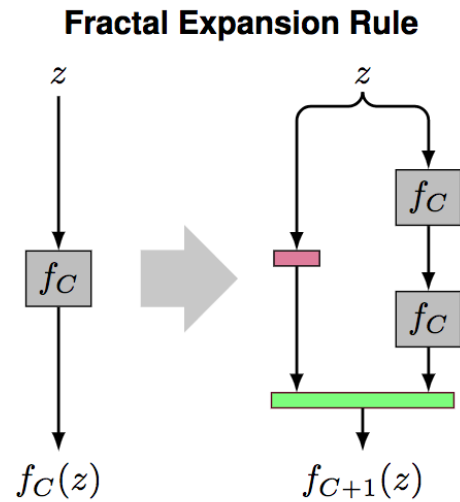 Fractal Expansion Rule
z
z
f_C
f_C
f_C
f_C(z)
f_{C+1}(z)